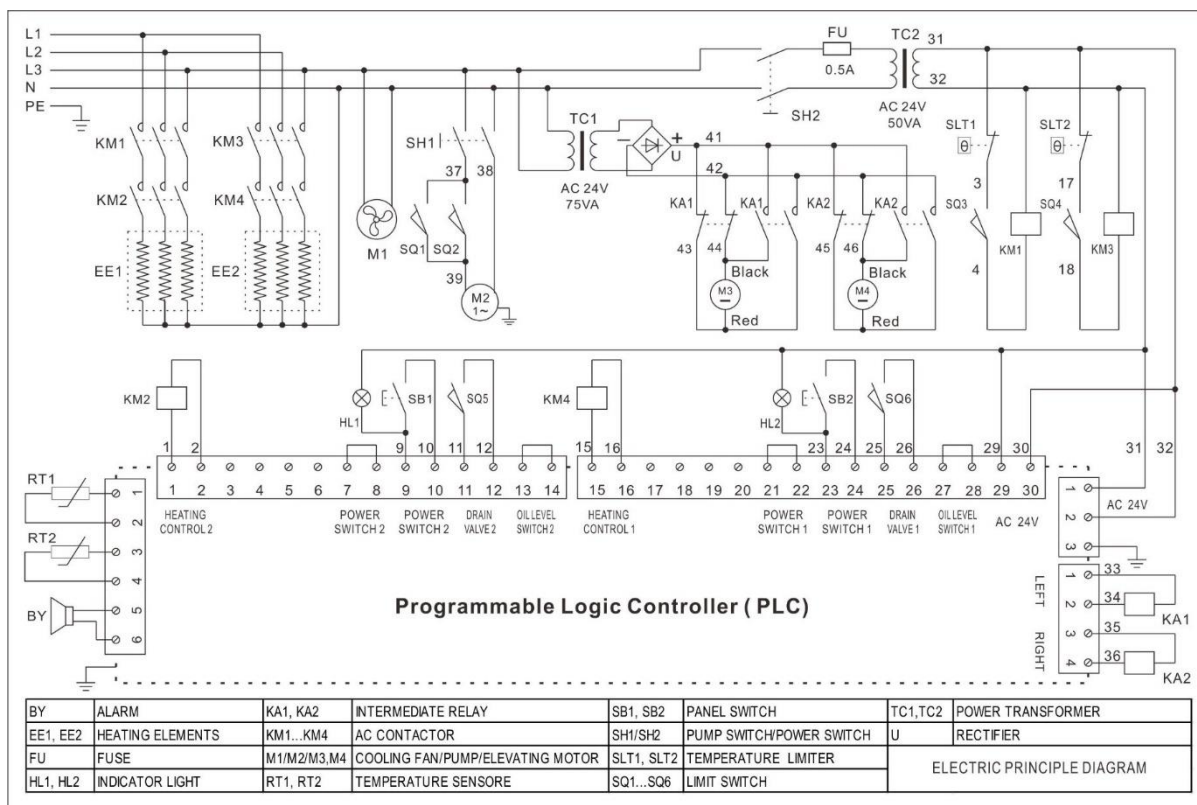 L1
L2
L3
N
PE
FU
0.5A
TC2
31
32
AC 24V
50VA
SH2
KM1
KM3
SH1
37
38
TC1
AC 24V
75VA
− +
U
41
42
SLT1
θ
SLT2
θ
3
17
KM2
KM4
SQ1
SQ2
M1
39
M2
1~
KA1
KA1
KA2
KA2
43
44
45
46
SQ3
SQ4
KM1
KM3
4
18
EE1
EE2
Black
Black
M3
M4
Red
Red
KM2
HL1
SB1
SQ5
KM4
HL2
SB2
SQ6
1 2 9 10 11 12 15 16 23 24 25 26 29 30 31 32
1 2 3 4 5 6 7 8 9 10 11 12 13 14 15 16 17 18 19 20 21 22 23 24 25 26 27 28 29 30
HEATING CONTROL 2
POWER SWITCH 2
POWER SWITCH 2
DRAIN VALVE 2
OIL LEVEL SWITCH 2
HEATING CONTROL 1
POWER SWITCH 1
POWER SWITCH 1
DRAIN VALVE 1
OIL LEVEL SWITCH 1
AC 24V
RT1
RT2
BY
1
2
3
4
5
6
1
2
3
AC 24V
1
2
3
4
LEFT
RIGHT
33
34
35
36
KA1
KA2
Programmable Logic Controller ( PLC)
BY ALARM KA1, KA2 INTERMEDIATE RELAY SB1, SB2 PANEL SWITCH TC1,TC2 POWER TRANSFORMER
EE1, EE2 HEATING ELEMENTS KM1...KM4 AC CONTACTOR SH1/SH2 PUMP SWITCH/POWER SWITCH U RECTIFIER
FU FUSE M1/M2/M3,M4 COOLING FAN/PUMP/ELEVATING MOTOR SLT1, SLT2 TEMPERATURE LIMITER
HL1, HL2 INDICATOR LIGHT RT1, RT2 TEMPERATURE SENSORE SQ1...SQ6 LIMIT SWITCH
ELECTRIC PRINCIPLE DIAGRAM